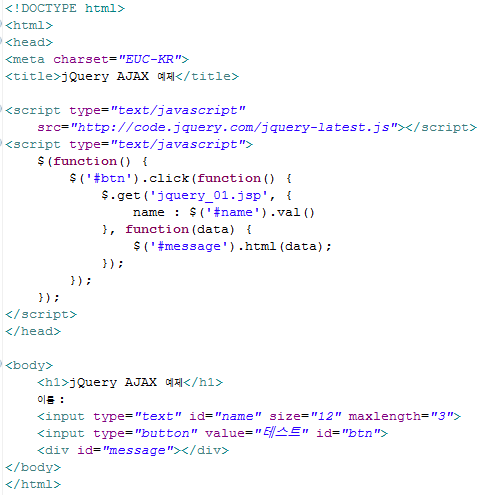 <!DOCTYPE html>
<html>
<head>
<meta charset="EUC-KR">
<title>jQuery AJAX 예제</title>

<script type="text/javascript"
    src="http://code.jquery.com/jquery-latest.js"></script>
<script type="text/javascript">
    $(function() {
        $('#btn').click(function() {
            $.get('jquery_01.jsp', {
                name : $('#name').val()
            }, function(data) {
                $('#message').html(data);
            });
        });
    });
</script>
</head>

<body>
    <h1>jQuery AJAX 예제</h1>
    이름 :
    <input type="text" id="name" size="12" maxlength="3">
    <input type="button" value="테스트" id="btn">
    <div id="message"></div>
</body>
</html>